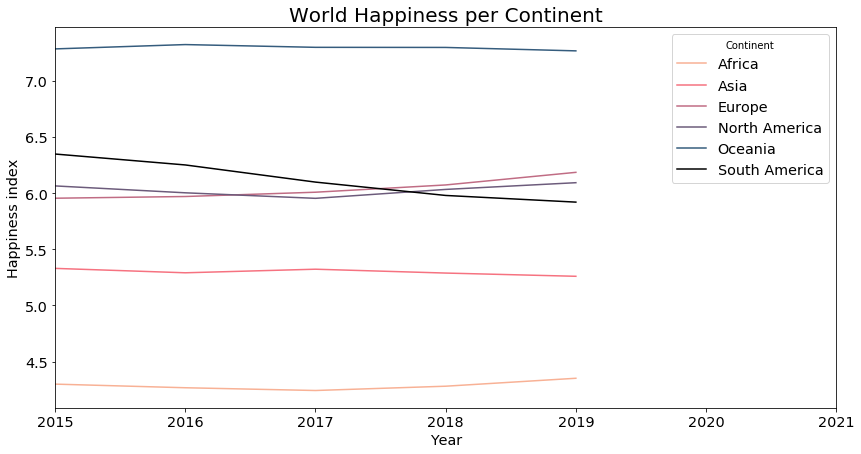 World Happiness per Continent
Happiness index
7.0
6.5
6.0
5.5
5.0
4.5
2015 2016 2017 2018 2019 2020 2021
Year
Continent
Africa
Asia
Europe
North America
Oceania
South America